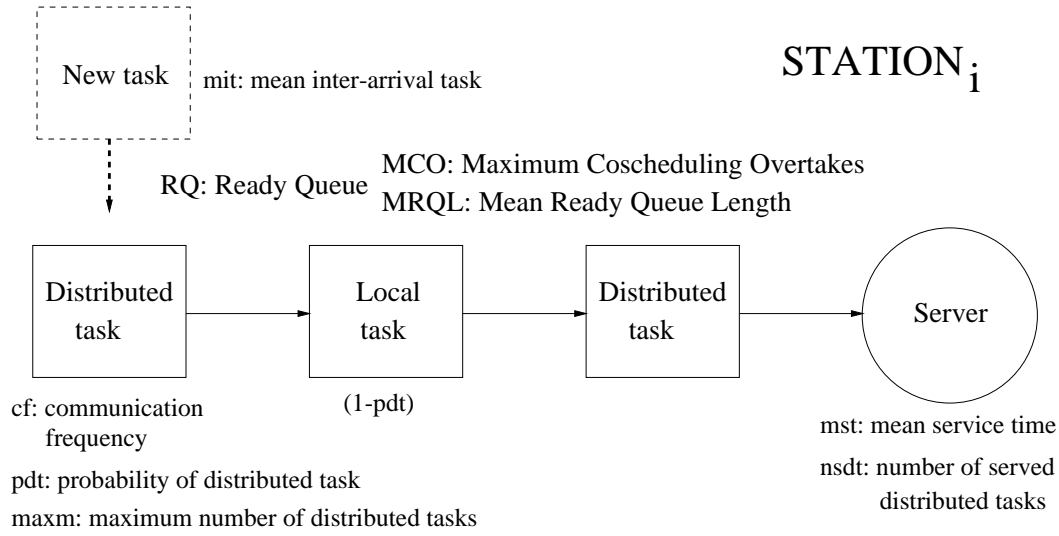 New task
mit: mean inter-arrival task
STATION i
MCO: Maximum Coscheduling Overtakes
RQ: Ready Queue
MRQL: Mean Ready Queue Length
Distributed
task
Local
task
Distributed
task
Server
cf: communication
frequency
(1-pdt)
mst: mean service time
pdt: probability of distributed task
nsdt: number of served
distributed tasks
maxm: maximum number of distributed tasks